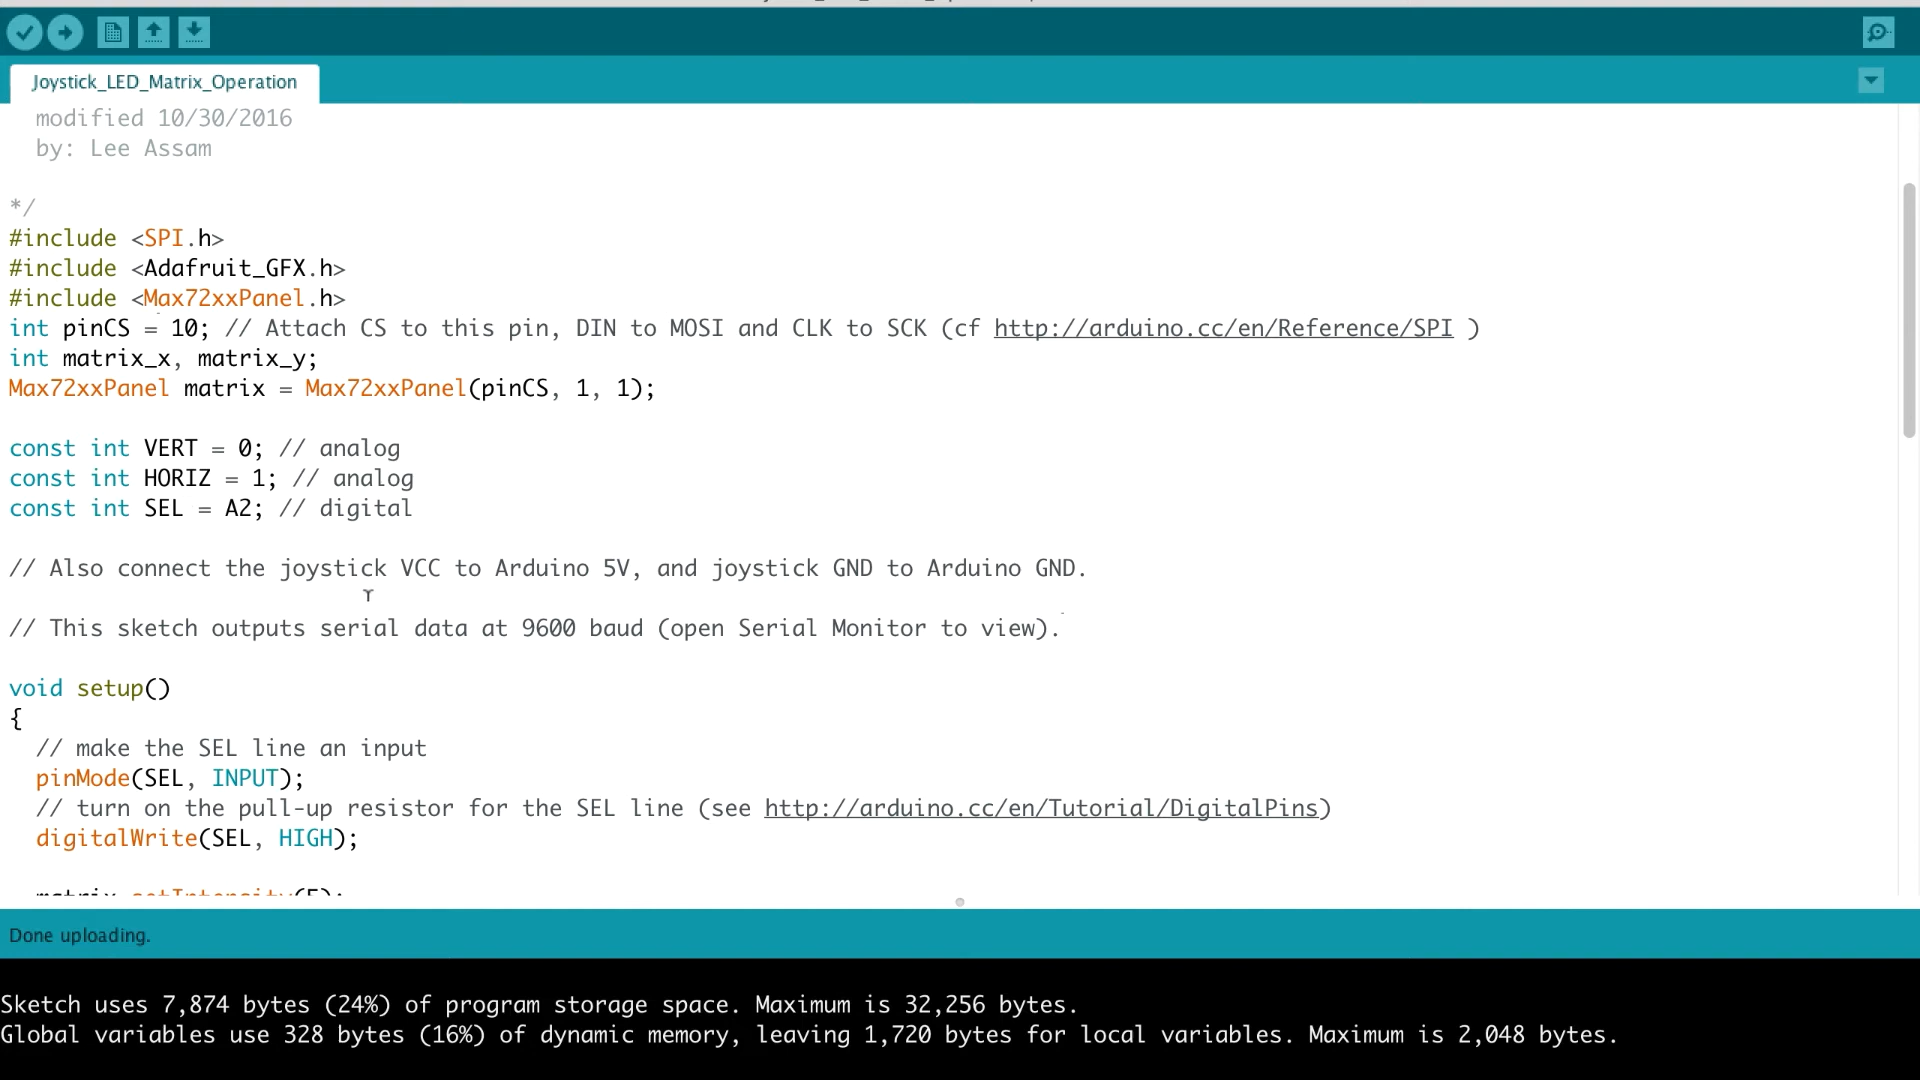 Joystick_LED_Matrix_Operation
modified 10/30/2016
by: Lee Assam
*/
#include <SPI.h>
#include <Adafruit_GFX.h>
#include <Max72xxPanel.h>
int pinCS = 10; // Attach CS to this pin, DIN to MOSI and CLK to SCK (cf http://arduino.cc/en/Reference/SPI )
int matrix_x, matrix_y;
Max72xxPanel matrix = Max72xxPanel(pinCS, 1, 1);
const int VERT = 0; // analog
const int HORIZ = 1; // analog
const int SEL = A2; // digital
// Also connect the joystick VCC to Arduino 5V, and joystick GND to Arduino GND.
// This sketch outputs serial data at 9600 baud (open Serial Monitor to view).
void setup()
{
// make the SEL line an input
pinMode(SEL, INPUT);
// turn on the pull-up resistor for the SEL line (see http://arduino.cc/en/Tutorial/DigitalPins)
digitalWrite(SEL, HIGH);
Done uploading.
Sketch uses 7,874 bytes (24%) of program storage space. Maximum is 32,256 bytes.
Global variables use 328 bytes (16%) of dynamic memory, leaving 1,720 bytes for local variables. Maximum is 2,048 bytes.